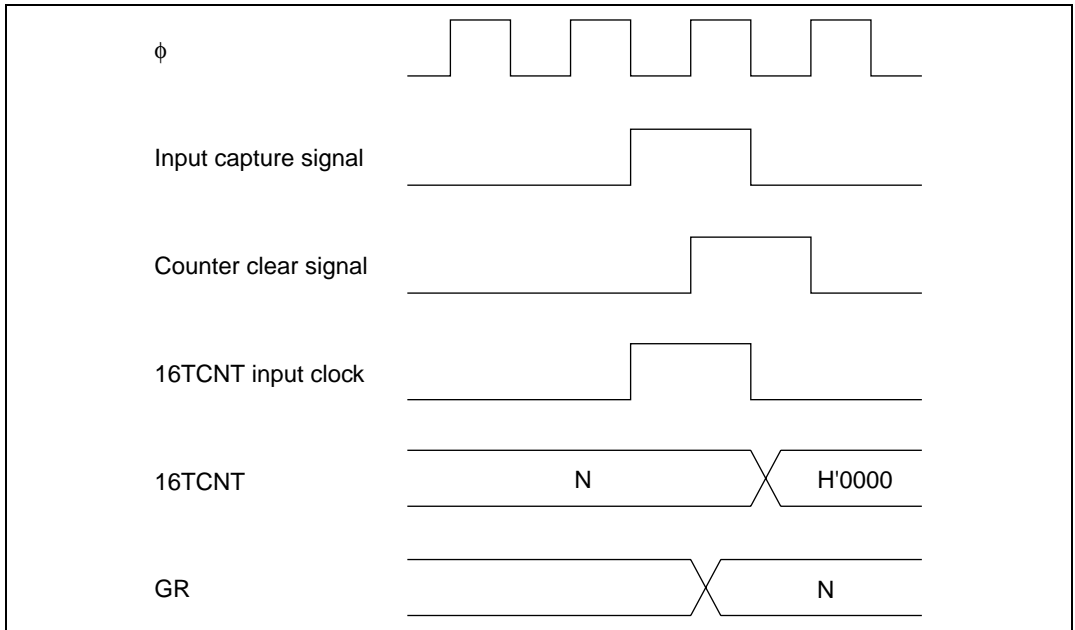 ϕ
Input capture signal
Counter clear signal
16TCNT input clock
16TCNT N H'0000
GR N